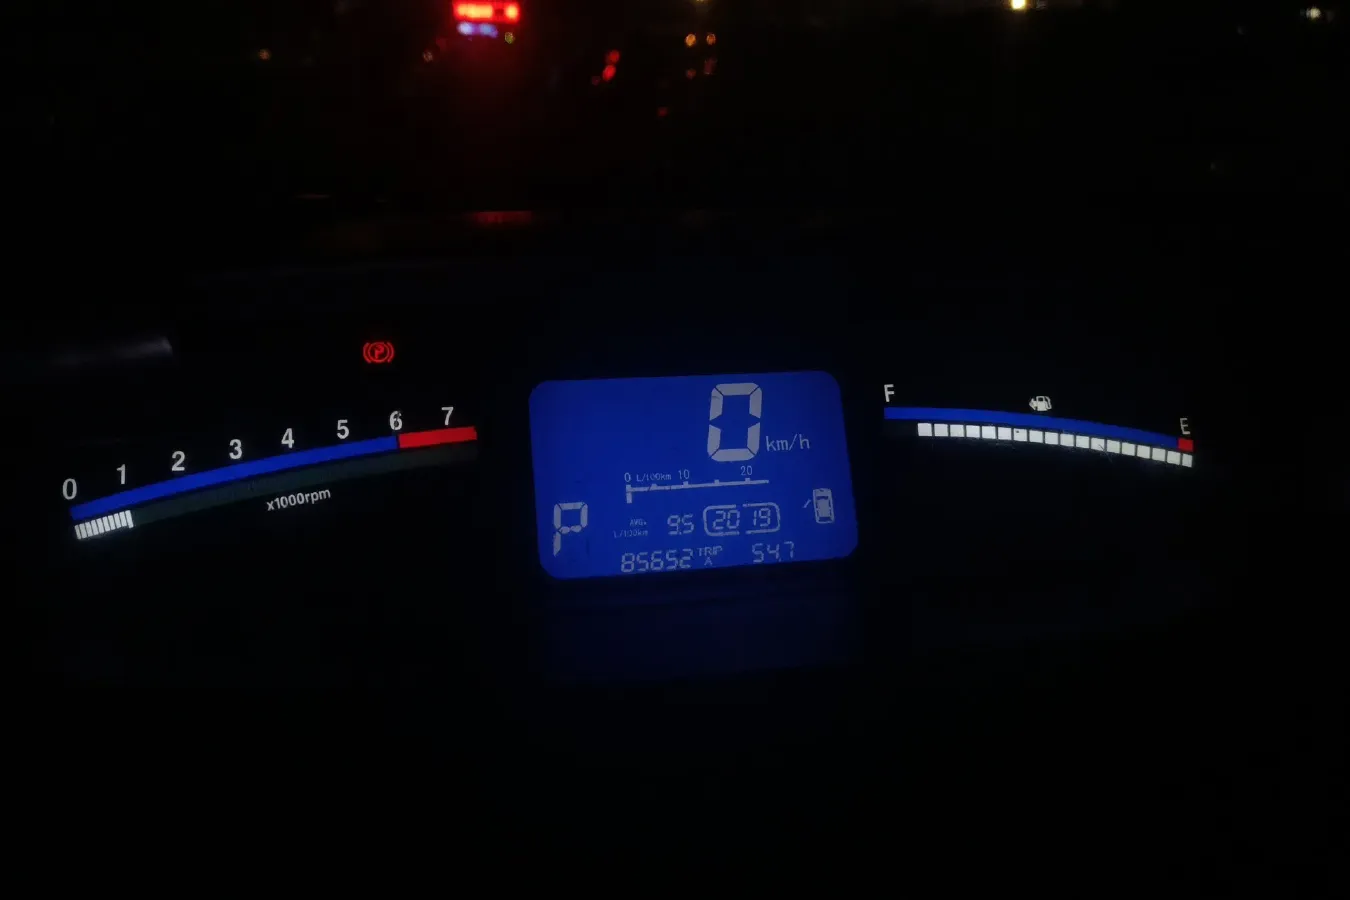 0 1 2 3 4 5 6 7
x1000rpm
0 km/h
0 L/100km 10 20
P
AVG.
L/100km 9.5 20 19
85652 TRIP A 54.7
F E